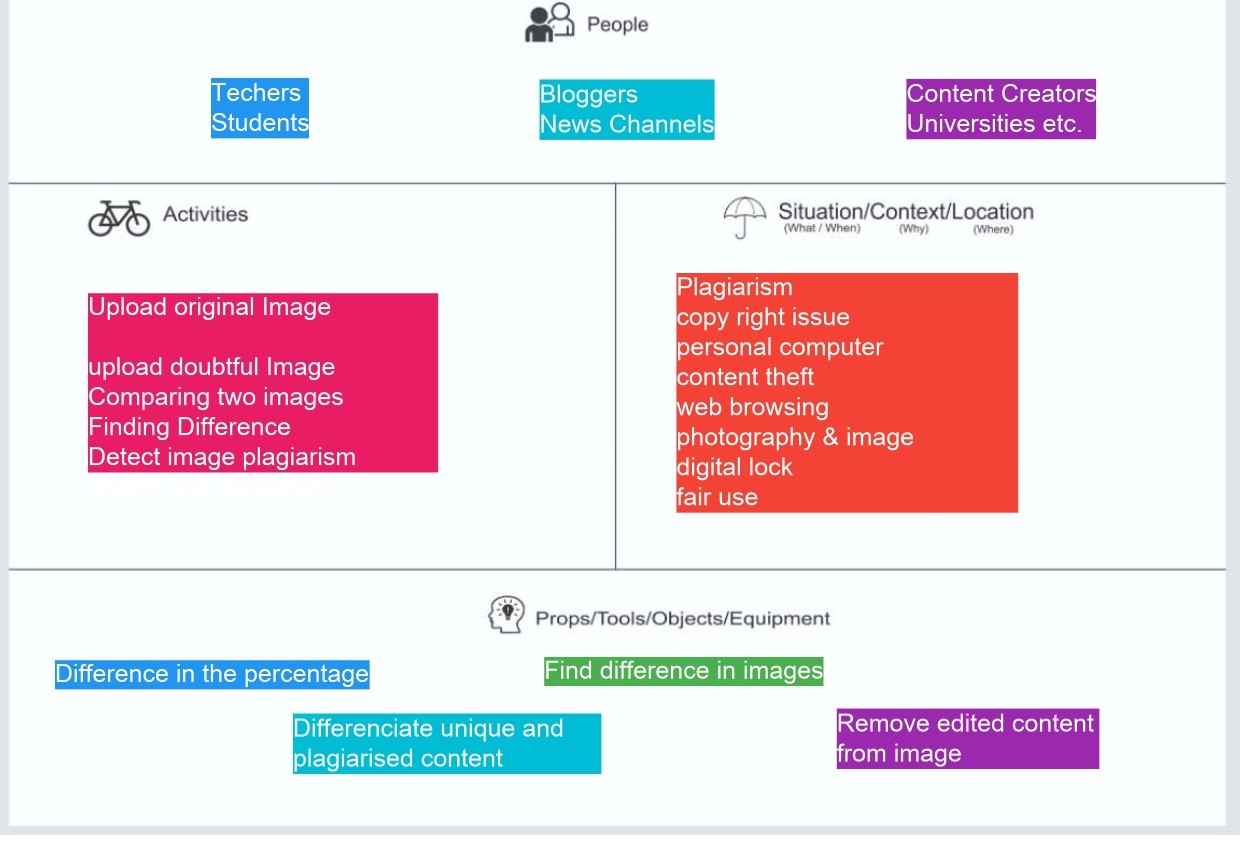 People
Techers
Students
Bloggers
News Channels
Content Creators
Universities etc.
Activities
Upload original Image
upload doubtful Image
Comparing two images
Finding Difference
Detect image plagiarism
Situation/Context/Location
(What / When) (Why) (Where)
Plagiarism
copy right issue
personal computer
content theft
web browsing
photography & image
digital lock
fair use
Props/Tools/Objects/Equipment
Difference in the percentage
Find difference in images
Differenciate unique and
plagiarised content
Remove edited content
from image